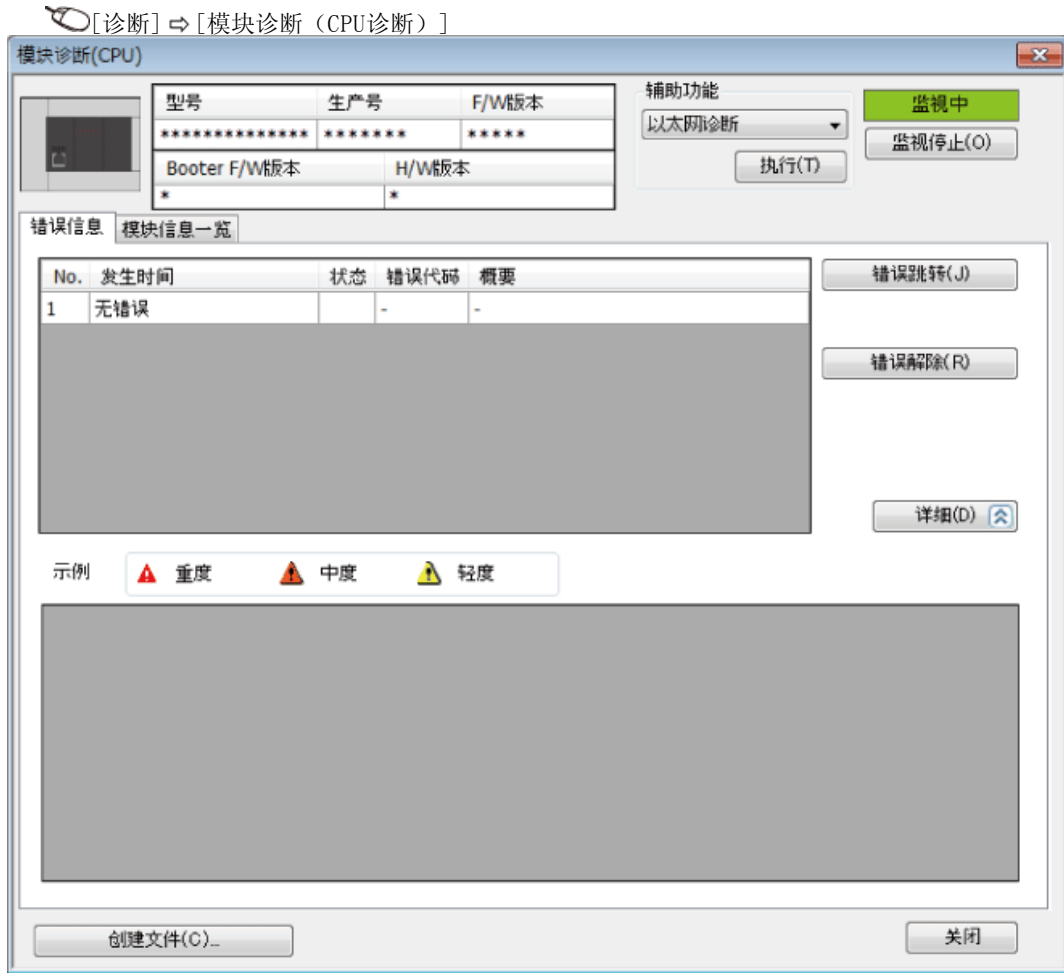 [诊断]⇨[模块诊断（CPU诊断）]
模块诊断(CPU)
型号 生产号 F/W版本
************** ******* *****
Booter F/W版本 H/W版本
* *
辅助功能
以太网诊断
执行(T)
监视中
监视停止(O)
错误信息 模块信息一览
No. 发生时间 状态 错误代码 概要
1 无错误 - -
错误跳转(J)
错误解除(R)
详细(D)
示例 重度 中度 轻度
创建文件(C)...
关闭